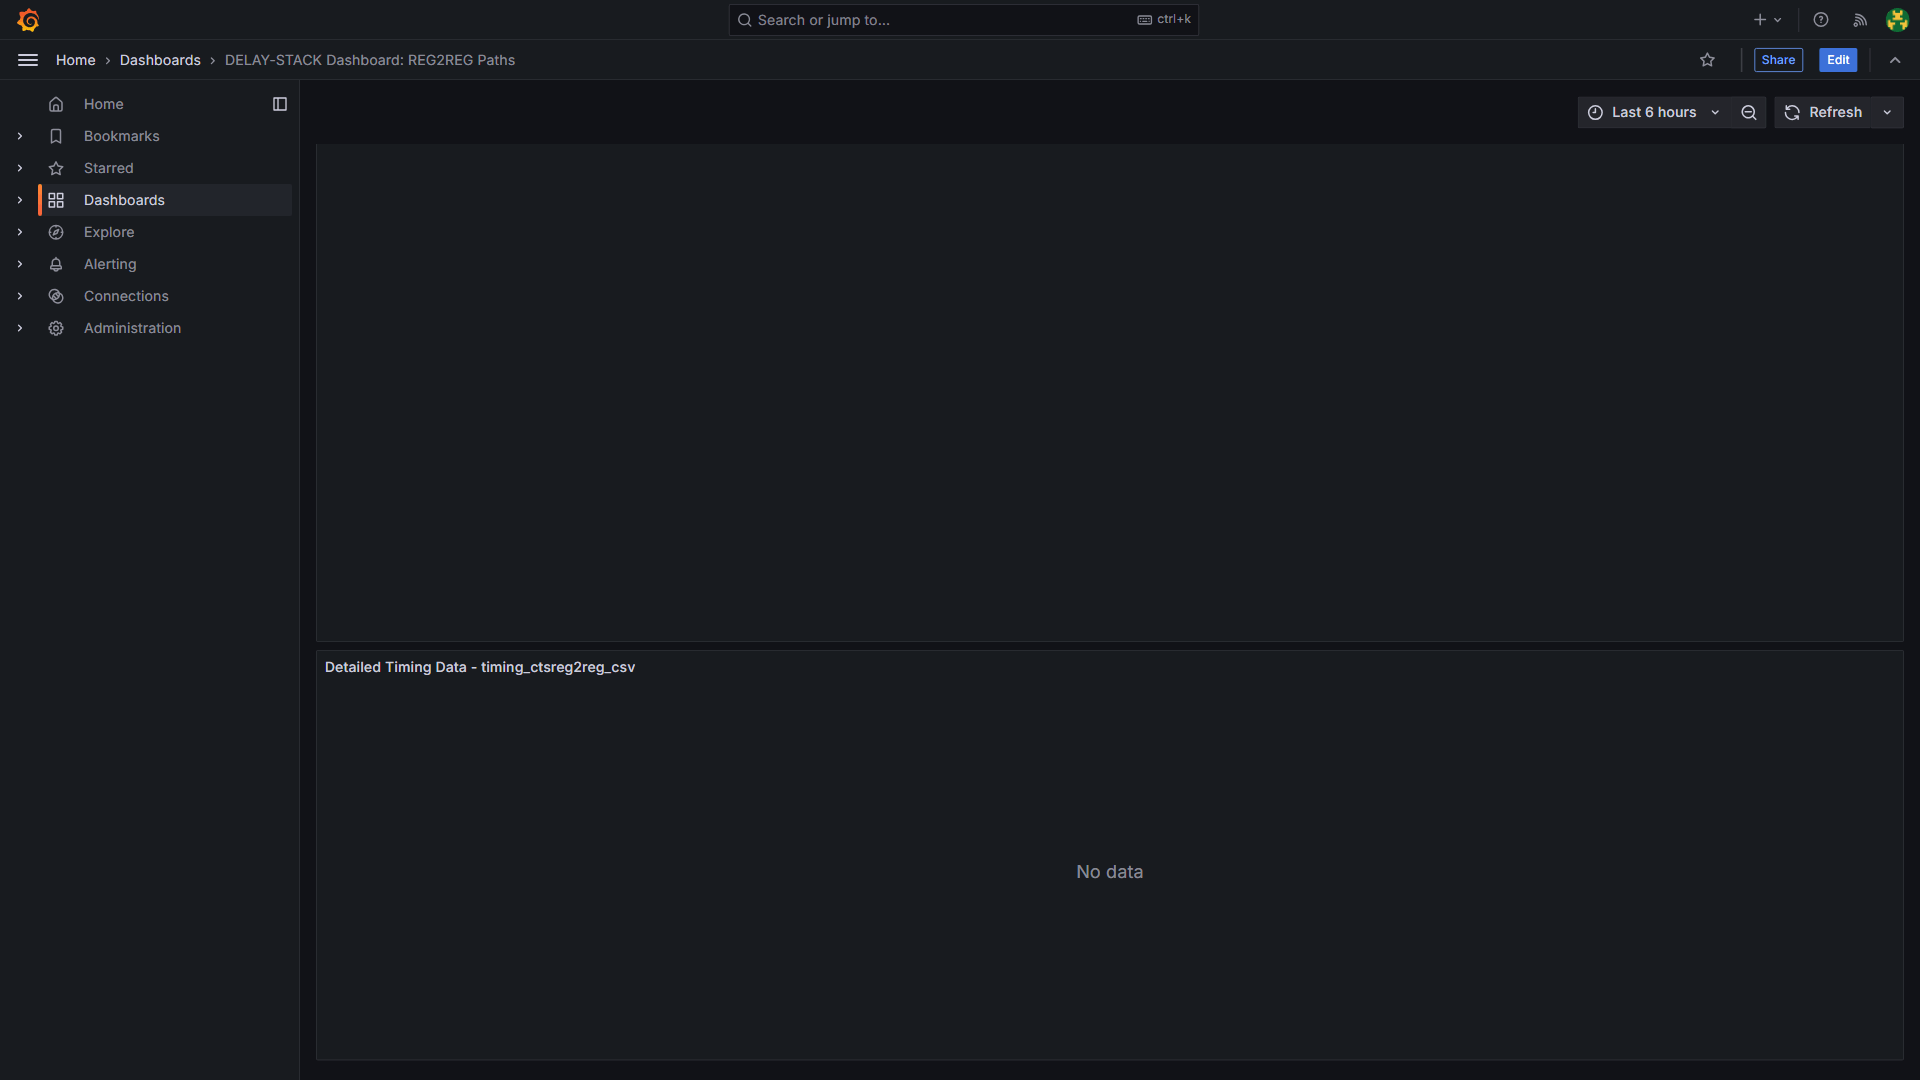 Search or jump to...
ctrl+k
Home › Dashboards › DELAY-STACK Dashboard: REG2REG Paths
Share
Edit
Home
Bookmarks
Starred
Dashboards
Explore
Alerting
Connections
Administration
Last 6 hours
Refresh
Detailed Timing Data - timing_ctsreg2reg_csv
No data